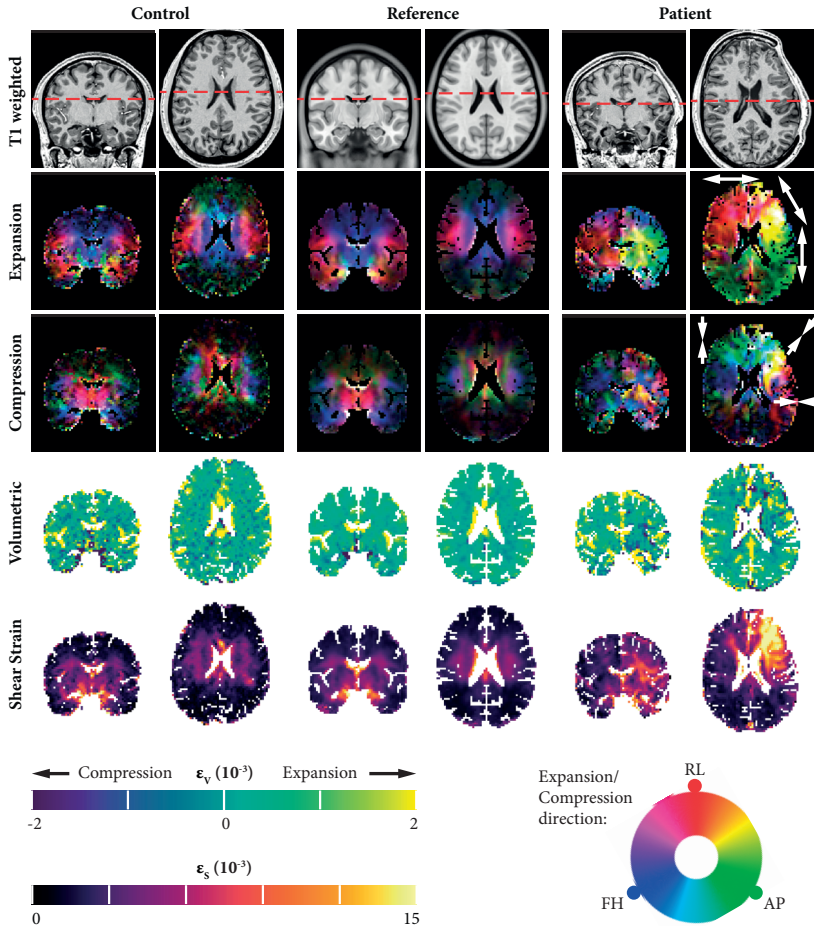 Control Reference Patient
T1 weighted
Expansion
Compression
Volumetric
Shear Strain
Compression εv (10-3) Expansion
-2 0 2
εs (10-3)
0 15
Expansion/
Compression
direction:
RL
FH AP